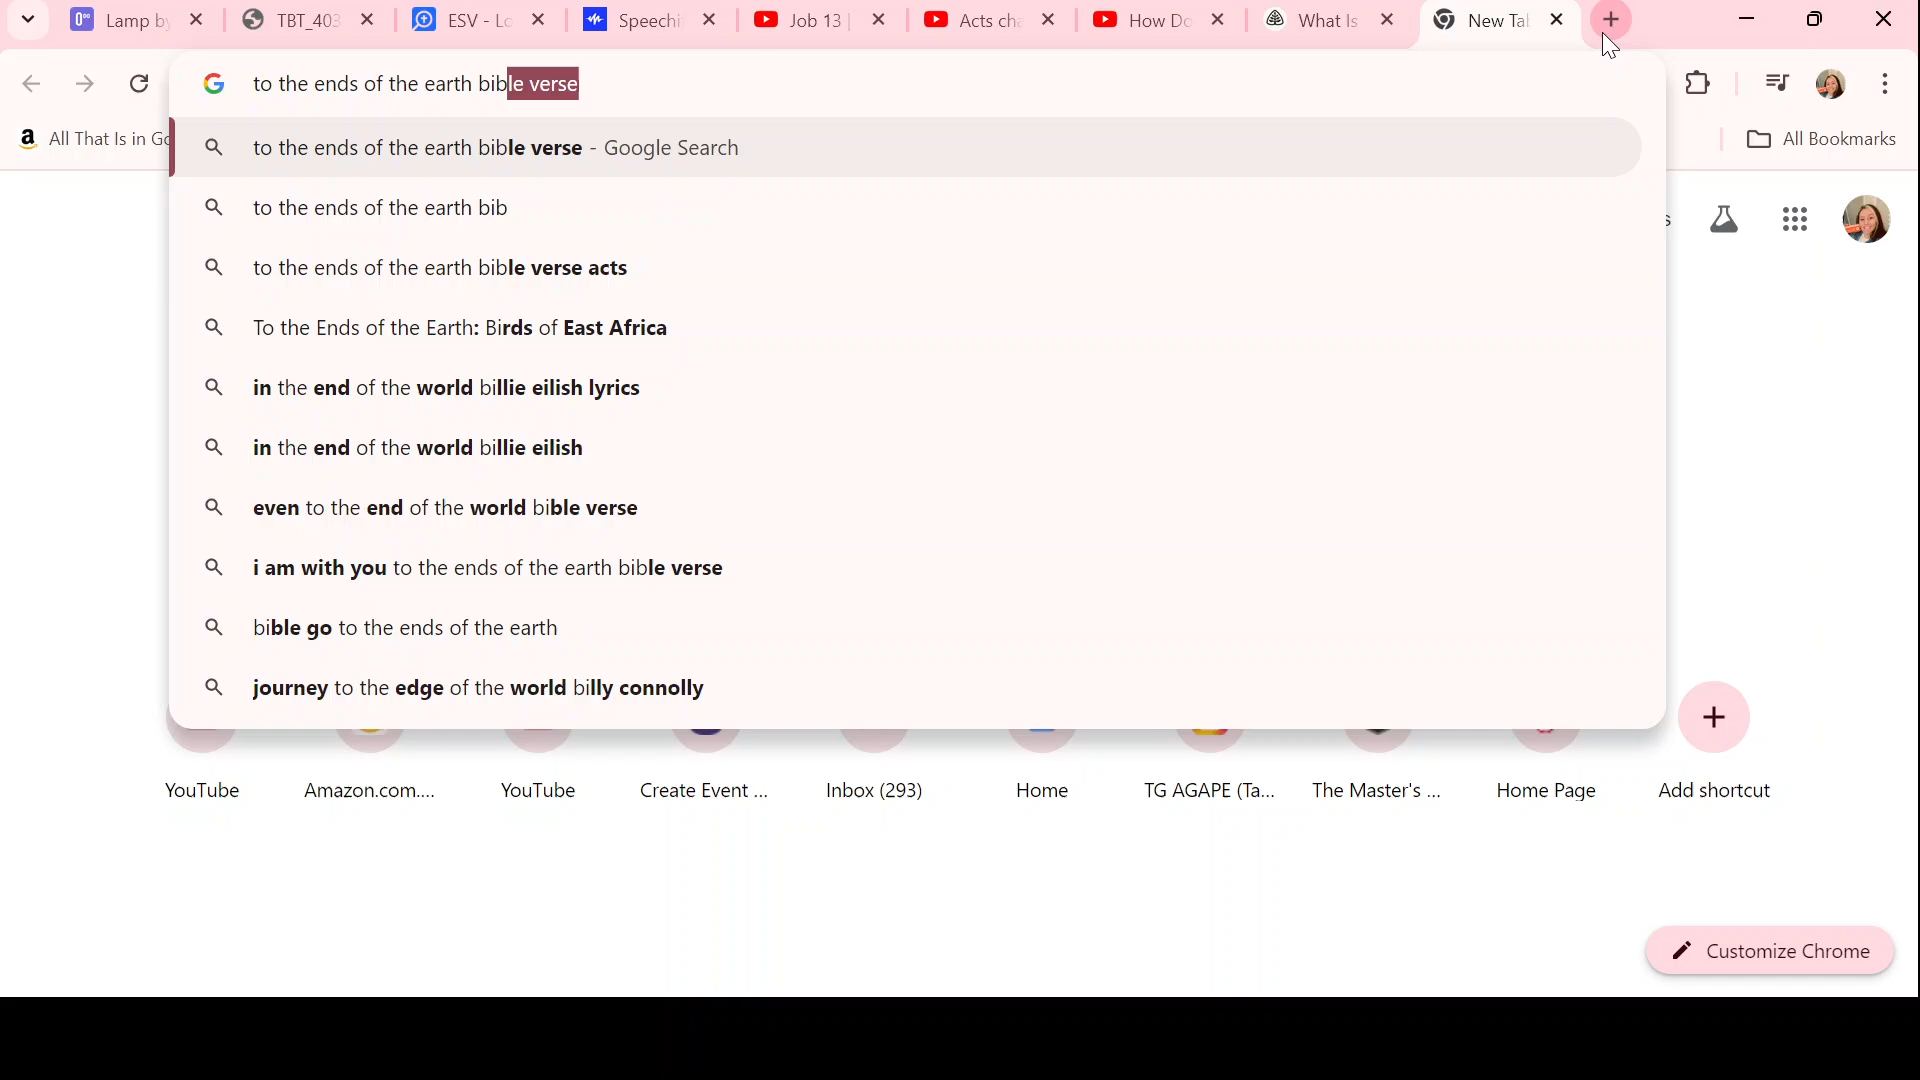 Lamp by
TBT_403
ESV - Lo
Speechi
Job 13 |
Acts cha
How Do
What Is
New Tab
to the ends of the earth bible verse
All That Is in Go
All Bookmarks
to the ends of the earth bible verse - Google Search
to the ends of the earth bib
to the ends of the earth bible verse acts
To the Ends of the Earth: Birds of East Africa
in the end of the world billie eilish lyrics
in the end of the world billie eilish
even to the end of the world bible verse
i am with you to the ends of the earth bible verse
bible go to the ends of the earth
journey to the edge of the world billy connolly
YouTube
Amazon.com....
YouTube
Create Event ...
Inbox (293)
Home
TG AGAPE (Ta...
The Master's ...
Home Page
Add shortcut
Customize Chrome